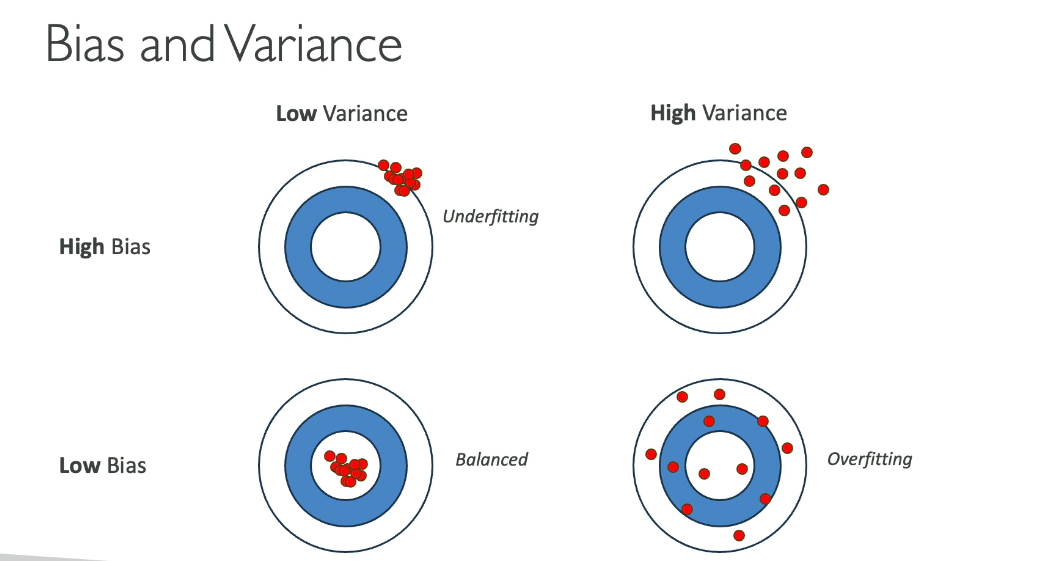 Bias and Variance
Low Variance
High Variance
Underfitting
High Bias
Low Bias
Balanced
Overfitting